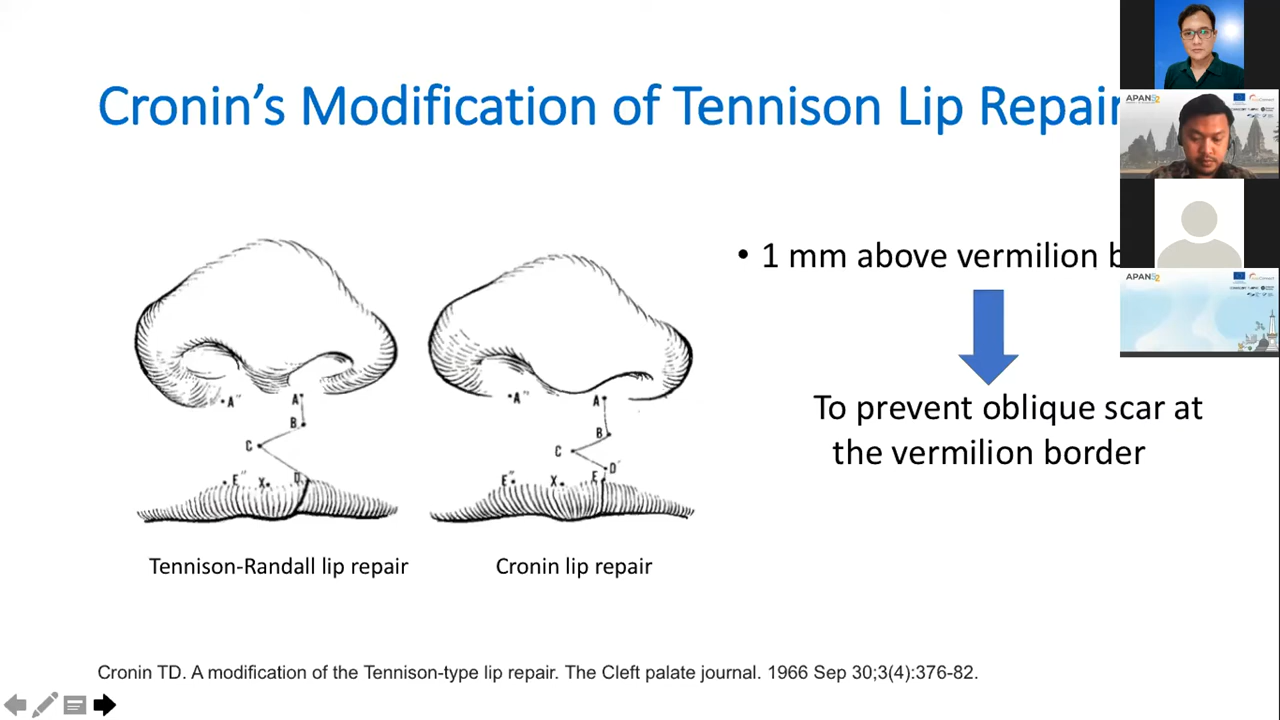 Cronin's Modification of Tennison Lip Repair
APAN52
APAN52
• 1 mm above vermilion
To prevent oblique scar at
the vermilion border
A"
A
B
C
E"
X
D
A"
A
B
C
D'
E"
X
E
Tennison-Randall lip repair
Cronin lip repair
Cronin TD. A modification of the Tennison-type lip repair. The Cleft palate journal. 1966 Sep 30;3(4):376-82.